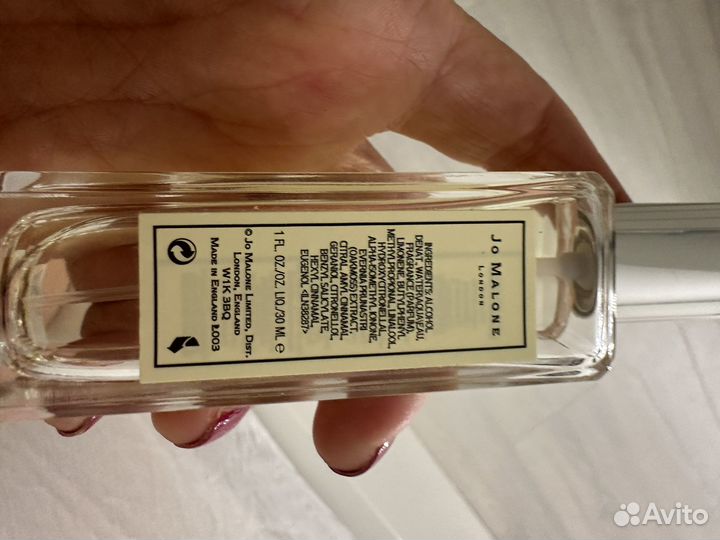 JO MALONE
LONDON
INGREDIENTS: ALCOHOL
DENAT., WATER\AQUA\EAU,
FRAGRANCE (PARFUM),
LIMONENE, BUTYLPHENYL
METHYLPROPIONAL, LINALOOL,
HYDROXYCITRONELLAL,
ALPHA-ISOMETHYL IONONE,
EVERNIA PRUNASTRI
(OAKMOSS) EXTRACT,
CITRAL, AMYL CINNAMAL,
GERANIOL, CITRONELLOL,
BENZYL SALICYLATE,
HEXYL CINNAMAL,
EUGENOL <ILN38287>
1 FL. OZ./OZ. LIQ./30 ML ℮
© JO MALONE LIMITED, DIST.
LONDON, ENGLAND
W1K 3BQ
MADE IN ENGLAND L003
Avito